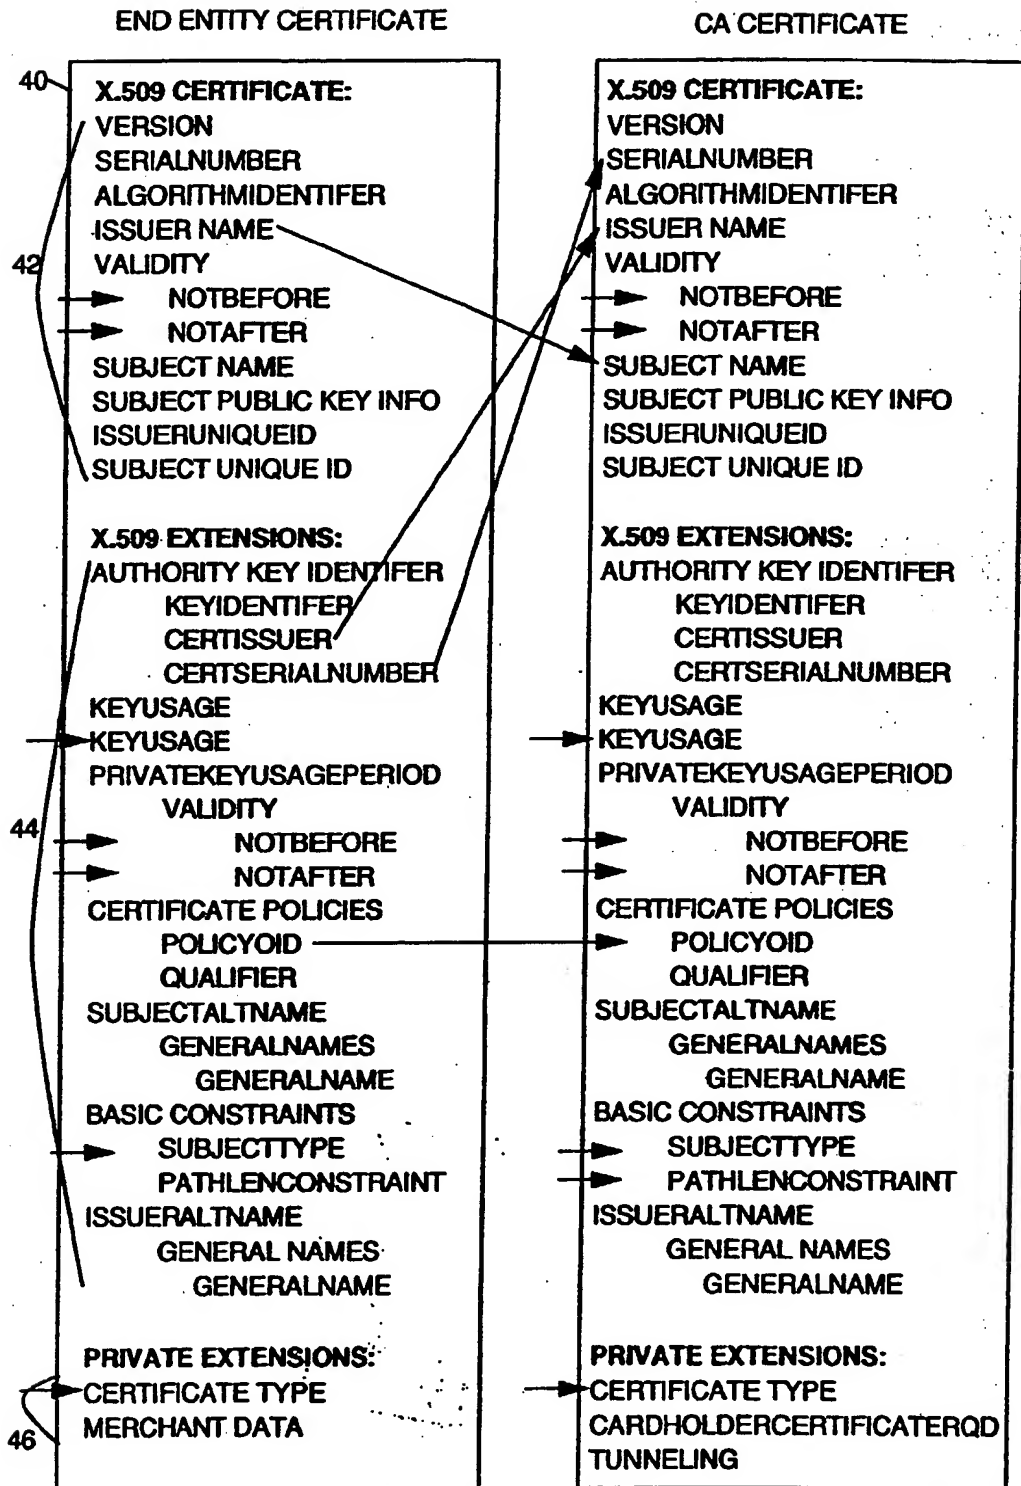 END ENTITY CERTIFICATE
40
X.509 CERTIFICATE:
VERSION
SERIALNUMBER
ALGORITHMIDENTIFER
ISSUER NAME
42
VALIDITY
NOTBEFORE
NOTAFTER
SUBJECT NAME
SUBJECT PUBLIC KEY INFO
ISSUERUNIQUEID
SUBJECT UNIQUE ID
X.509 EXTENSIONS:
AUTHORITY KEY IDENTIFER
KEYIDENTIFER
CERTISSUER
CERTSERIALNUMBER
KEYUSAGE
KEYUSAGE
PRIVATEKEYUSAGEPERIOD
VALIDITY
44
NOTBEFORE
NOTAFTER
CERTIFICATE POLICIES
POLICYOID
QUALIFIER
SUBJECTALTNAME
GENERALNAMES
GENERALNAME
BASIC CONSTRAINTS
SUBJECTTYPE
PATHLENCONSTRAINT
ISSUERALTNAME
GENERAL NAMES
GENERALNAME
PRIVATE EXTENSIONS:
CERTIFICATE TYPE
MERCHANT DATA
46
CA CERTIFICATE
X.509 CERTIFICATE:
VERSION
SERIALNUMBER
ALGORITHMIDENTIFER
ISSUER NAME
VALIDITY
NOTBEFORE
NOTAFTER
SUBJECT NAME
SUBJECT PUBLIC KEY INFO
ISSUERUNIQUEID
SUBJECT UNIQUE ID
X.509 EXTENSIONS:
AUTHORITY KEY IDENTIFER
KEYIDENTIFER
CERTISSUER
CERTSERIALNUMBER
KEYUSAGE
KEYUSAGE
PRIVATEKEYUSAGEPERIOD
VALIDITY
NOTBEFORE
NOTAFTER
CERTIFICATE POLICIES
POLICYOID
QUALIFIER
SUBJECTALTNAME
GENERALNAMES
GENERALNAME
BASIC CONSTRAINTS
SUBJECTTYPE
PATHLENCONSTRAINT
ISSUERALTNAME
GENERAL NAMES
GENERALNAME
PRIVATE EXTENSIONS:
CERTIFICATE TYPE
CARDHOLDERCERTIFICATERQD
TUNNELING